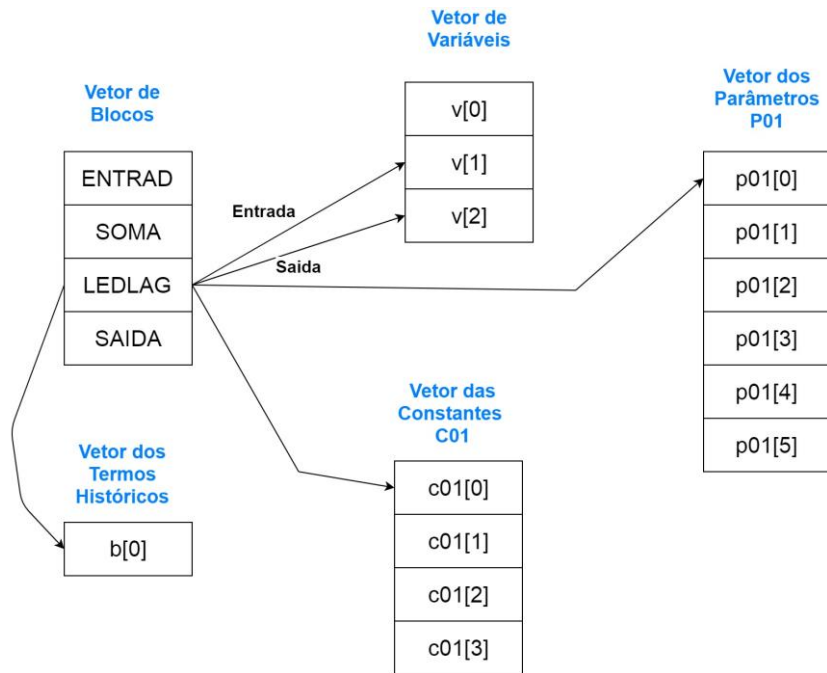 Vetor de
Variáveis
v[0]
v[1]
v[2]
Vetor de
Blocos
ENTRAD
SOMA
LEDLAG
SAIDA
Entrada
Saida
Vetor dos
Parâmetros
P01
p01[0]
p01[1]
p01[2]
p01[3]
p01[4]
p01[5]
Vetor dos
Termos
Históricos
b[0]
Vetor das
Constantes
C01
c01[0]
c01[1]
c01[2]
c01[3]